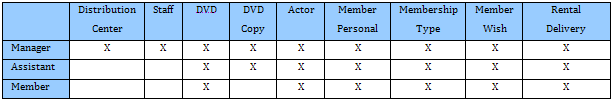 Distribution Center Staff DVD DVD Copy Actor Member Personal Membership Type Member Wish Rental Delivery
Manager X X X X X X X X X
Assistant X X X X X X X
Member X X X X X X